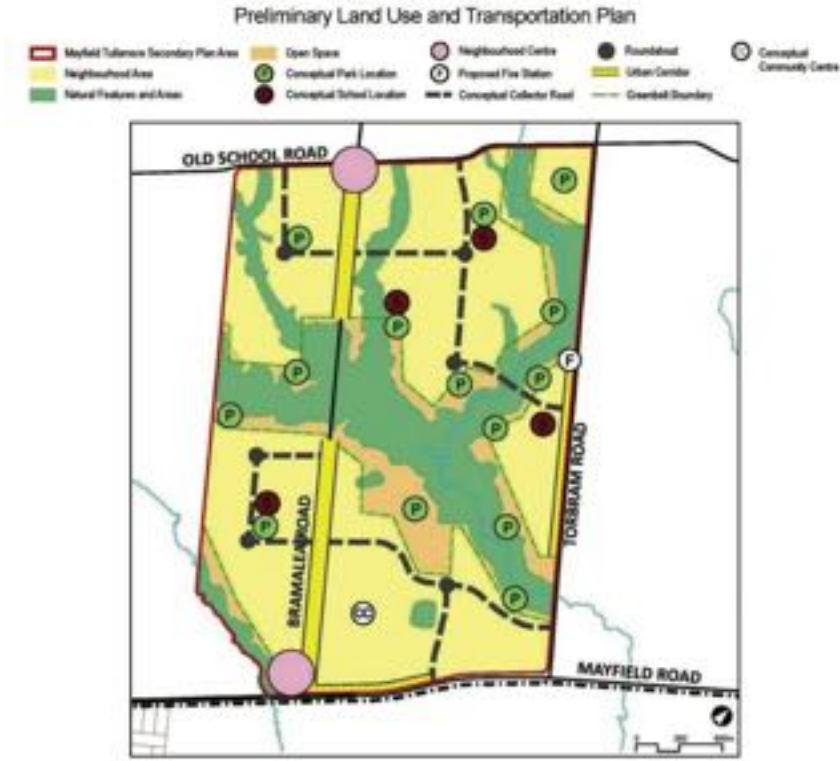 Preliminary Land Use and Transportation Plan
Mayfield Tullamore Secondary Plan Area
Open Space
Neighbourhood Centre
Roundabout
Conceptual Community Centre
Neighbourhood Area
P Conceptual Park Location
F Proposed Fire Station
Urban Corridor
Natural Features and Areas
Conceptual School Location
Conceptual Collector Road
Greenbelt Boundary
OLD SCHOOL ROAD
P
P
P
P
P
F
P
P
P
P
P
TORBRAM ROAD
P
P
P
BRAMALEA ROAD
CC
P
MAYFIELD ROAD
0